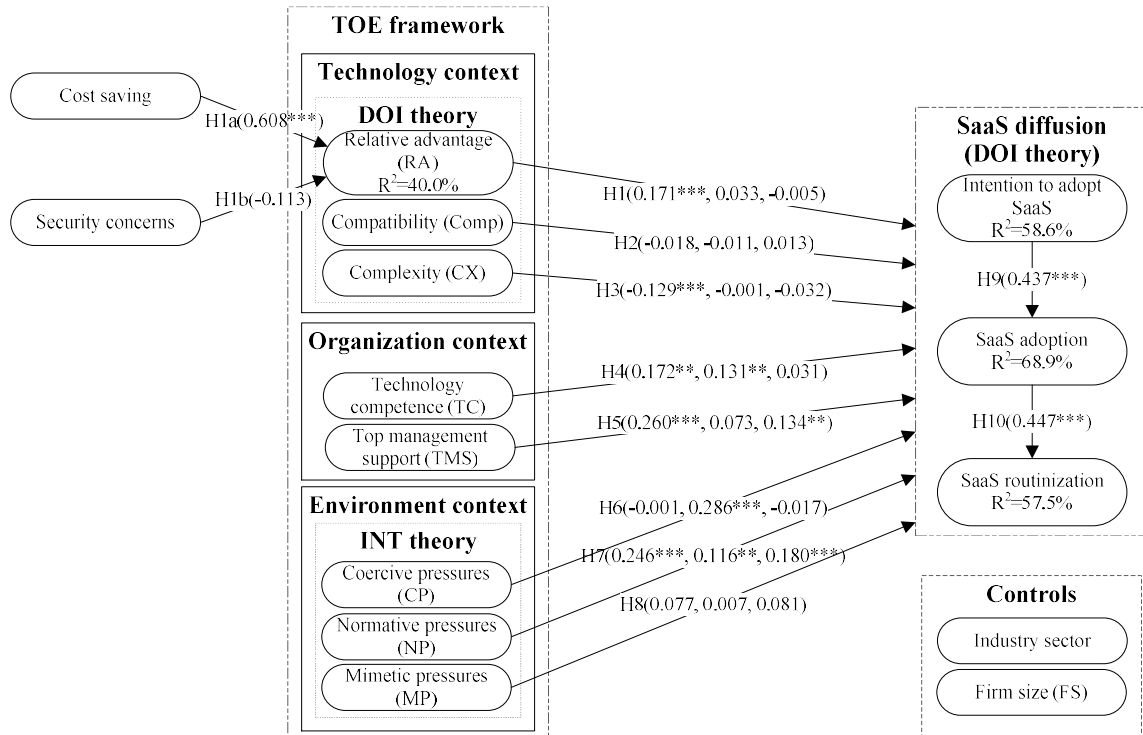 TOE framework
Technology context
Cost saving
DOI theory
H1a(0.608***)
Relative advantage
(RA)
R²=40.0%
H1b(-0.113)
Security concerns
Compatibility (Comp)
Complexity (CX)
Organization context
Technology
competence (TC)
Top management
support (TMS)
Environment context
INT theory
Coercive pressures
(CP)
Normative pressures
(NP)
Mimetic pressures
(MP)
H1(0.171***, 0.033, -0.005)
H2(-0.018, -0.011, 0.013)
H3(-0.129***, -0.001, -0.032)
H4(0.172**, 0.131**, 0.031)
H5(0.260***, 0.073, 0.134**)
H6(-0.001, 0.286***, -0.017)
H7(0.246***, 0.116**, 0.180***)
H8(0.077, 0.007, 0.081)
SaaS diffusion
(DOI theory)
Intention to adopt
SaaS
R²=58.6%
H9(0.437***)
SaaS adoption
R²=68.9%
H10(0.447***)
SaaS routinization
R²=57.5%
Controls
Industry sector
Firm size (FS)